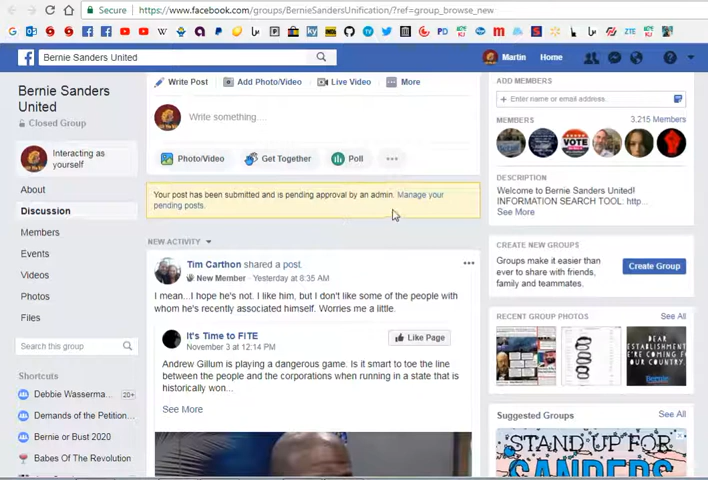 Secure https://www.facebook.com/groups/BernieSandersUnification/?ref=group_browse_new
Bernie Sanders United
Martin Home
Bernie Sanders
United
Closed Group
Interacting as
yourself
About
Discussion
Members
Events
Videos
Photos
Files
Search this group
Shortcuts
Debbie Wasserma... 20+
Demands of the Petition...
Bernie or Bust 2020
Babes Of The Revolution
Write Post Add Photo/Video Live Video More
Write something...
Photo/Video Get Together Poll
Your post has been submitted and is pending approval by an admin. Manage your
pending posts.
NEW ACTIVITY
Tim Carthon shared a post.
New Member · Yesterday at 8:35 AM
I mean...I hope he's not. I like him, but I don't like some of the people with
whom he's recently associated himself. Worries me a little.
It's Time to FITE
November 3 at 12:14 PM
Like Page
Andrew Gillum is playing a dangerous game. Is it smart to toe the line
between the people and the corporations when running in a state that is
historically won...
See More
ADD MEMBERS
+ Enter name or email address..
MEMBERS 3,215 Members
VOTE
DESCRIPTION
Welcome to Bernie Sanders United!
INFORMATION SEARCH TOOL: http...
See More
CREATE NEW GROUPS
Groups make it easier than
ever to share with friends,
family and teammates.
Create Group
RECENT GROUP PHOTOS See All
DEAR
ESTABLISHMENT
WE'RE COMING FOR
OUR COUNTRY.
Bernie
Suggested Groups See All
STAND UP FOR
SANDERS